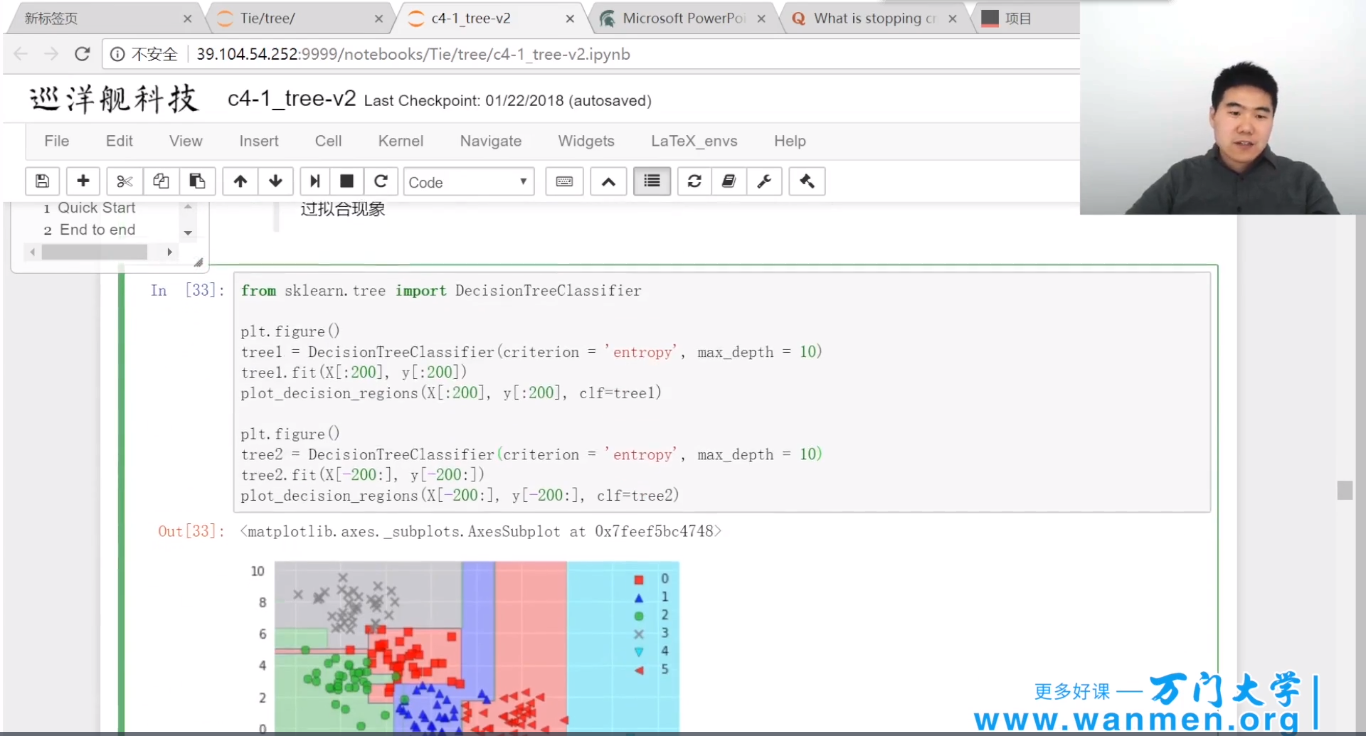 新标签页
Tie/tree/
c4-1_tree-v2
Microsoft PowerPoi
What is stopping cr
项目
不安全
39.104.54.252:9999/notebooks/Tie/tree/c4-1_tree-v2.ipynb
巡洋舰科技
c4-1_tree-v2 Last Checkpoint: 01/22/2018 (autosaved)
File Edit View Insert Cell Kernel Navigate Widgets LaTeX_envs Help
Code
1 Quick Start
2 End to end
过拟合现象
In [33]:
from sklearn.tree import DecisionTreeClassifier
plt.figure()
tree1 = DecisionTreeClassifier(criterion = 'entropy', max_depth = 10)
tree1.fit(X[:200], y[:200])
plot_decision_regions(X[:200], y[:200], clf=tree1)
plt.figure()
tree2 = DecisionTreeClassifier(criterion = 'entropy', max_depth = 10)
tree2.fit(X[-200:], y[-200:])
plot_decision_regions(X[-200:], y[-200:], clf=tree2)
Out[33]: <matplotlib.axes._subplots.AxesSubplot at 0x7feef5bc4748>
10
8
6
4
2
0
0
1
2
3
4
5
更多好课 — 万门大学
www.wanmen.org